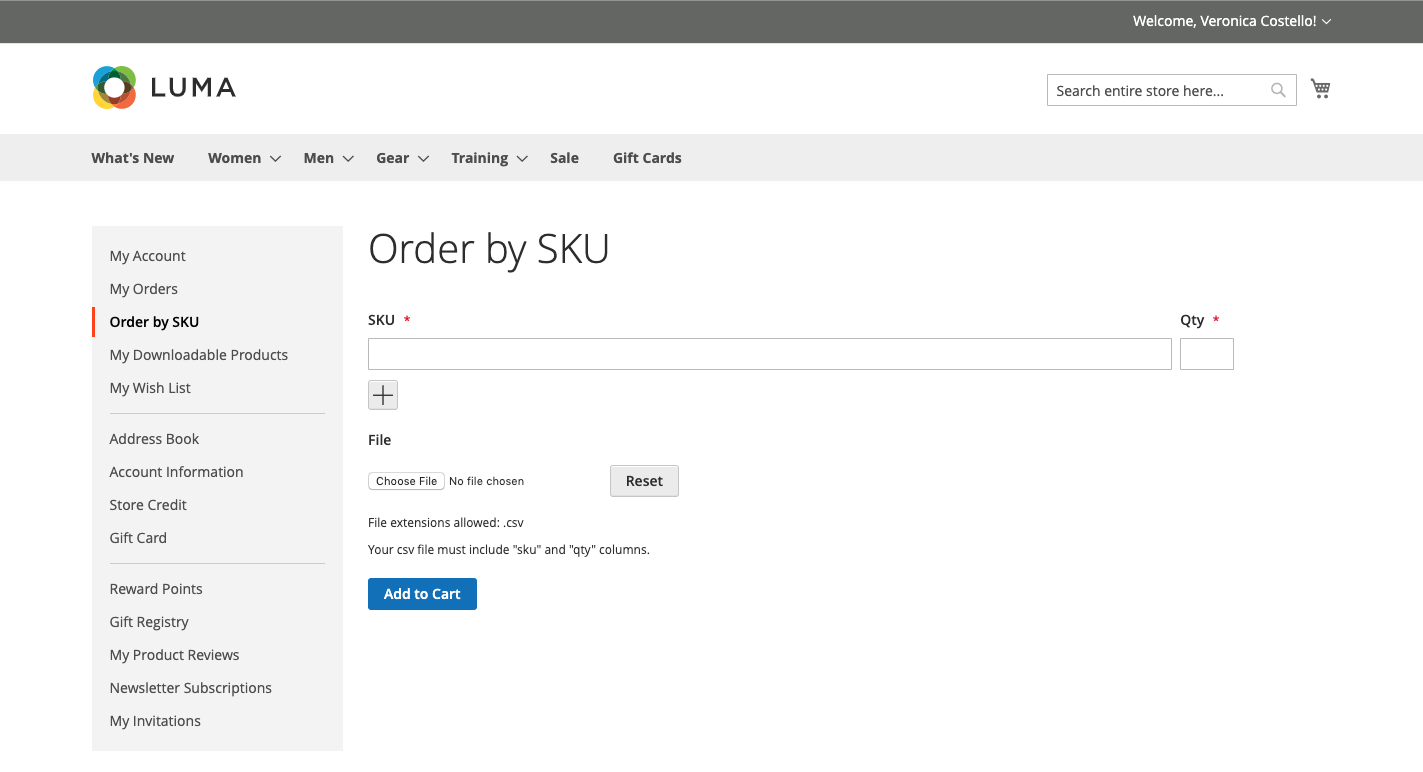 Welcome, Veronica Costello!
LUMA
Search entire store here...
What's New Women Men Gear Training Sale Gift Cards
My Account
My Orders
Order by SKU
My Downloadable Products
My Wish List
Address Book
Account Information
Store Credit
Gift Card
Reward Points
Gift Registry
My Product Reviews
Newsletter Subscriptions
My Invitations
Order by SKU
SKU * Qty *
File
Choose File No file chosen Reset
File extensions allowed: .csv
Your csv file must include "sku" and "qty" columns.
Add to Cart